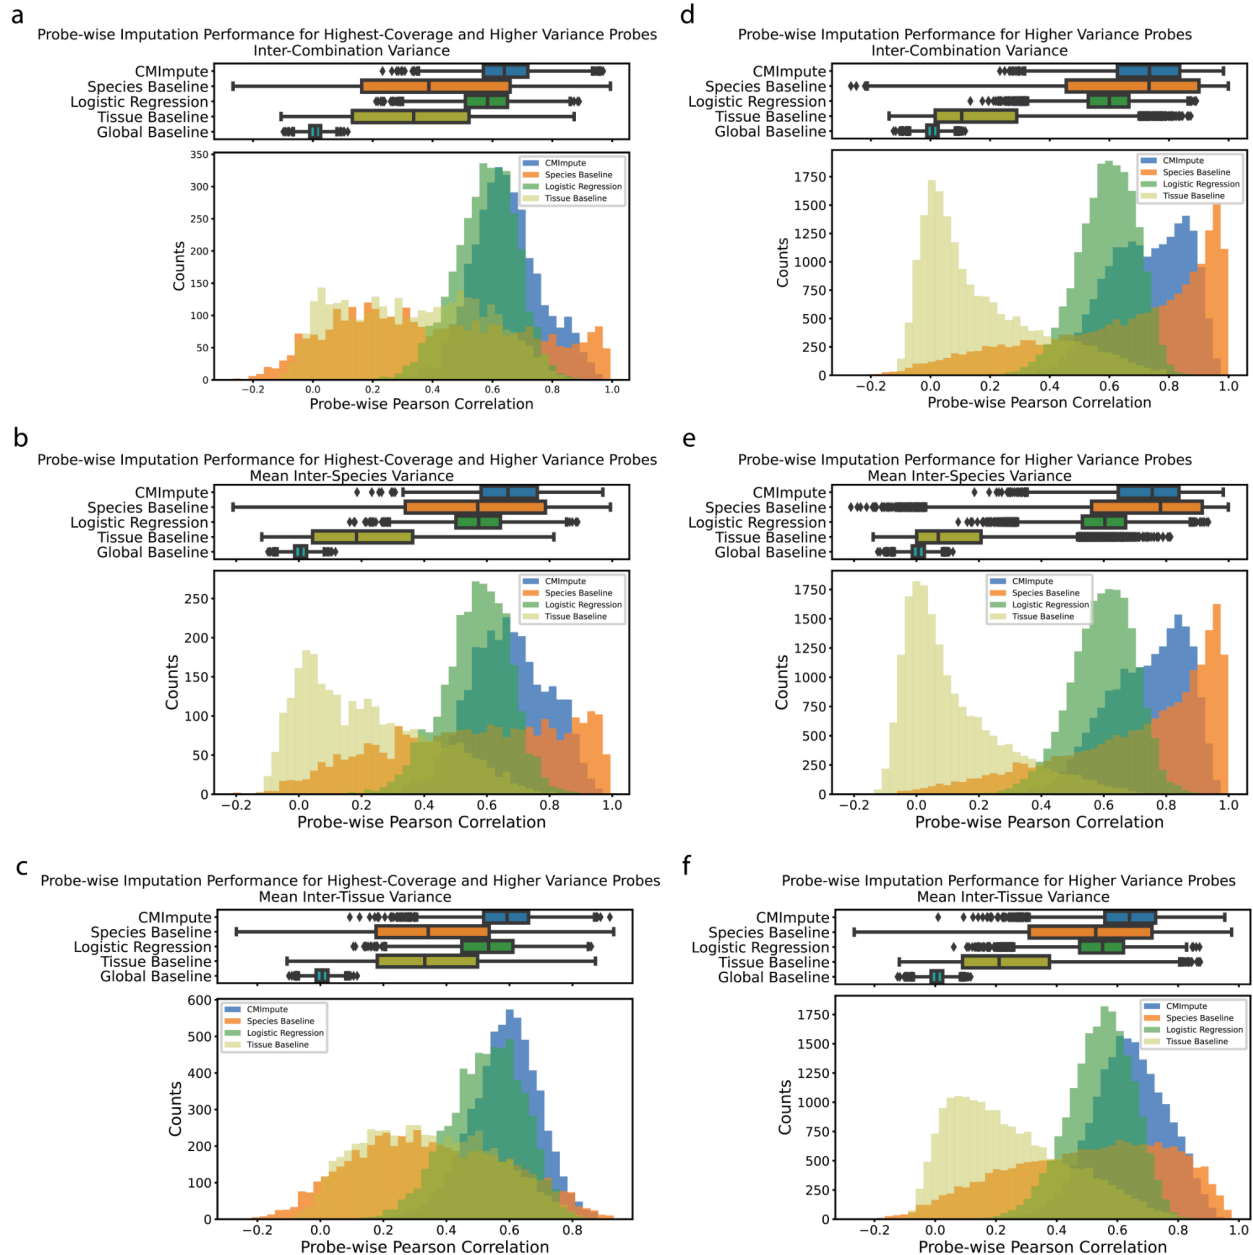 a
Probe-wise Imputation Performance for Highest-Coverage and Higher Variance Probes
Inter-Combination Variance
CMImpute
Species Baseline
Logistic Regression
Tissue Baseline
Global Baseline
350
300
250
200
150
100
50
0
Counts
CMImpute
Species Baseline
Logistic Regression
Tissue Baseline
−0.2 0.0 0.2 0.4 0.6 0.8 1.0
Probe-wise Pearson Correlation
b
Probe-wise Imputation Performance for Highest-Coverage and Higher Variance Probes
Mean Inter-Species Variance
CMImpute
Species Baseline
Logistic Regression
Tissue Baseline
Global Baseline
250
200
150
100
50
0
Counts
CMImpute
Species Baseline
Logistic Regression
Tissue Baseline
−0.2 0.0 0.2 0.4 0.6 0.8 1.0
Probe-wise Pearson Correlation
c
Probe-wise Imputation Performance for Highest-Coverage and Higher Variance Probes
Mean Inter-Tissue Variance
CMImpute
Species Baseline
Logistic Regression
Tissue Baseline
Global Baseline
600
500
400
300
200
100
0
Counts
CMImpute
Species Baseline
Logistic Regression
Tissue Baseline
−0.2 0.0 0.2 0.4 0.6 0.8
Probe-wise Pearson Correlation
d
Probe-wise Imputation Performance for Higher Variance Probes
Inter-Combination Variance
CMImpute
Species Baseline
Logistic Regression
Tissue Baseline
Global Baseline
1750
1500
1250
1000
750
500
250
0
Counts
CMImpute
Species Baseline
Logistic Regression
Tissue Baseline
−0.2 0.0 0.2 0.4 0.6 0.8 1.0
Probe-wise Pearson Correlation
e
Probe-wise Imputation Performance for Higher Variance Probes
Mean Inter-Species Variance
CMImpute
Species Baseline
Logistic Regression
Tissue Baseline
Global Baseline
1750
1500
1250
1000
750
500
250
0
Counts
CMImpute
Species Baseline
Logistic Regression
Tissue Baseline
−0.2 0.0 0.2 0.4 0.6 0.8 1.0
Probe-wise Pearson Correlation
f
Probe-wise Imputation Performance for Higher Variance Probes
Mean Inter-Tissue Variance
CMImpute
Species Baseline
Logistic Regression
Tissue Baseline
Global Baseline
1750
1500
1250
1000
750
500
250
0
Counts
CMImpute
Species Baseline
Logistic Regression
Tissue Baseline
−0.2 0.0 0.2 0.4 0.6 0.8 1.0
Probe-wise Pearson Correlation